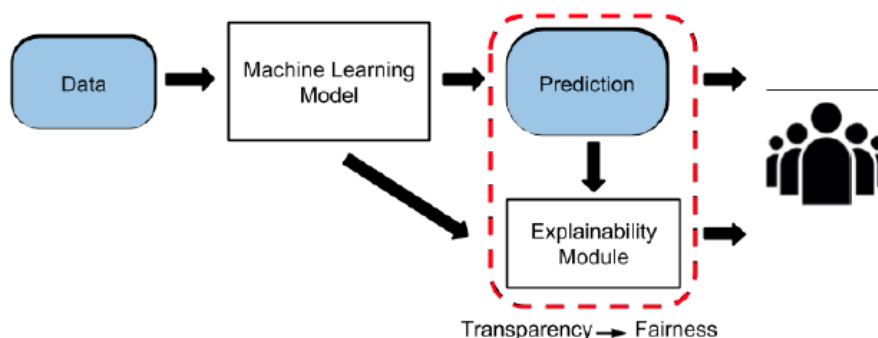 Data
Machine Learning
Model
Prediction
Explainability
Module
Transparency → Fairness